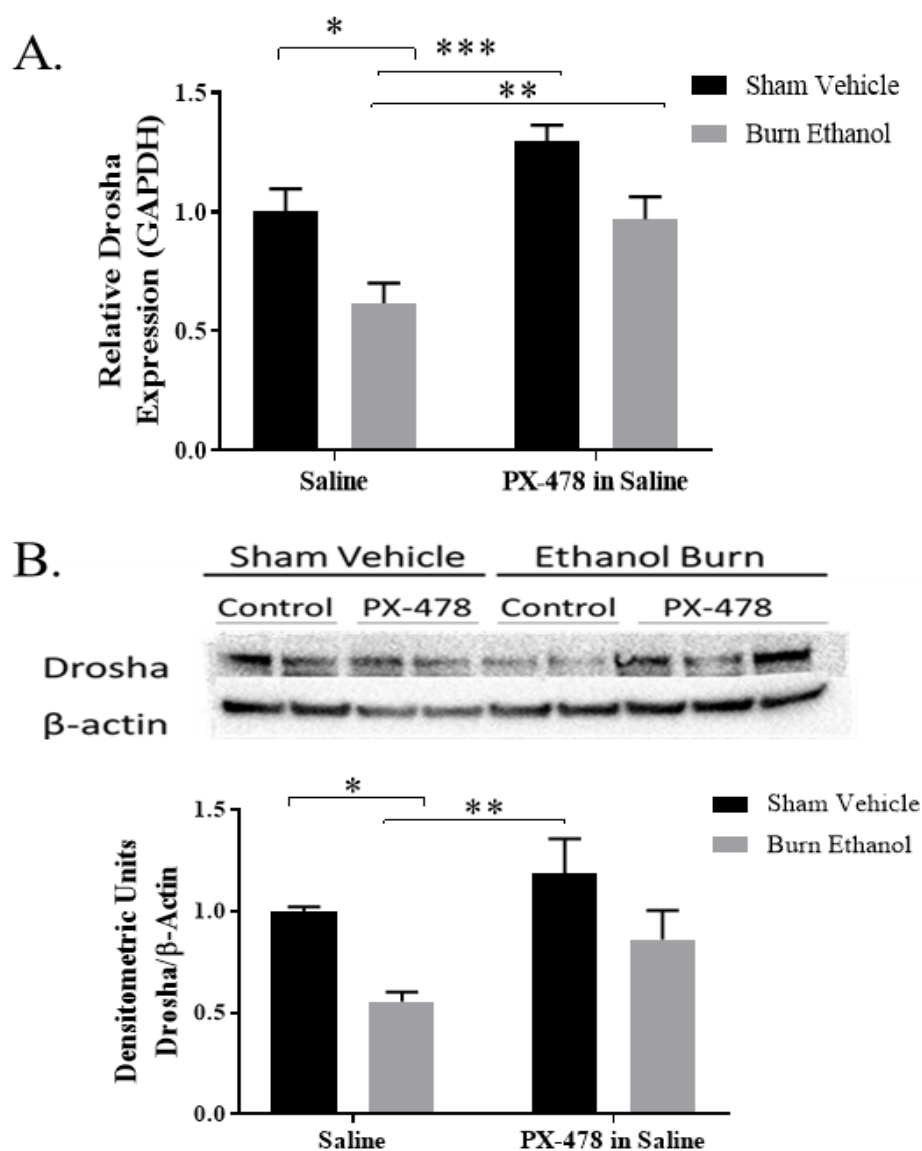 A.
*
***
**
Sham Vehicle
Burn Ethanol
Relative Drosha
Expression (GAPDH)
1.5
1.0
0.5
0.0
Saline
PX-478 in Saline
B.
Sham Vehicle
Ethanol Burn
Control
PX-478
Control
PX-478
Drosha
β-actin
*
**
Sham Vehicle
Burn Ethanol
Densitometric Units
Drosha/β-Actin
1.5
1.0
0.5
0.0
Saline
PX-478 in Saline